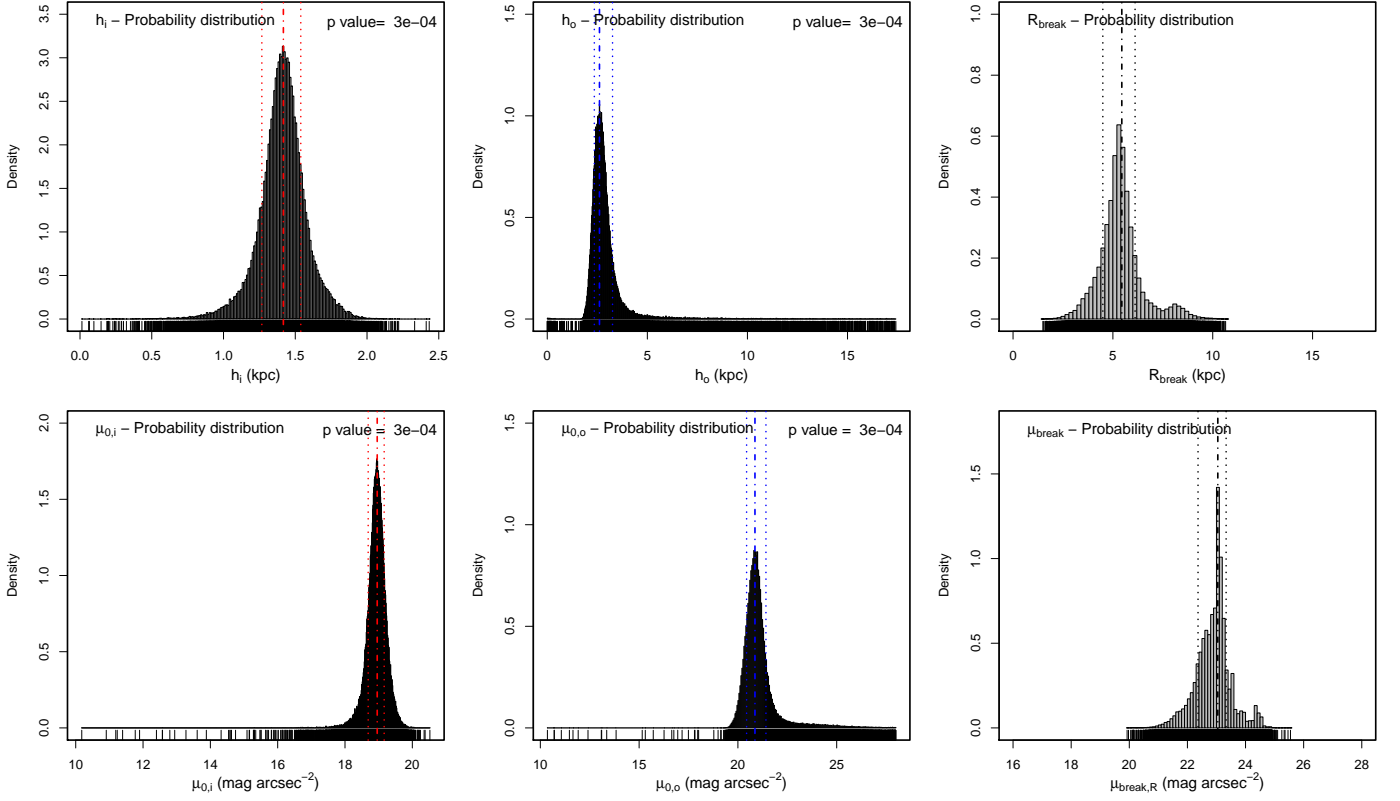 h_i – Probability distribution p value= 3e−04
Density
0.0 0.5 1.0 1.5 2.0 2.5 3.0 3.5
0.0 0.5 1.0 1.5 2.0 2.5
h_i (kpc)
h_o – Probability distribution p value= 3e−04
Density
0.0 0.5 1.0 1.5
0 5 10 15
h_o (kpc)
R_break – Probability distribution
Density
0.0 0.2 0.4 0.6 0.8 1.0
0 5 10 15
R_break (kpc)
μ_0,i – Probability distribution p value = 3e−04
Density
0.0 0.5 1.0 1.5 2.0
10 12 14 16 18 20
μ_0,i (mag arcsec^−2)
μ_0,o – Probability distribution p value = 3e−04
Density
0.0 0.5 1.0 1.5
10 15 20 25
μ_0,o (mag arcsec^−2)
μ_break – Probability distribution
Density
0.0 0.5 1.0 1.5
16 18 20 22 24 26 28
μ_break,R (mag arcsec^−2)